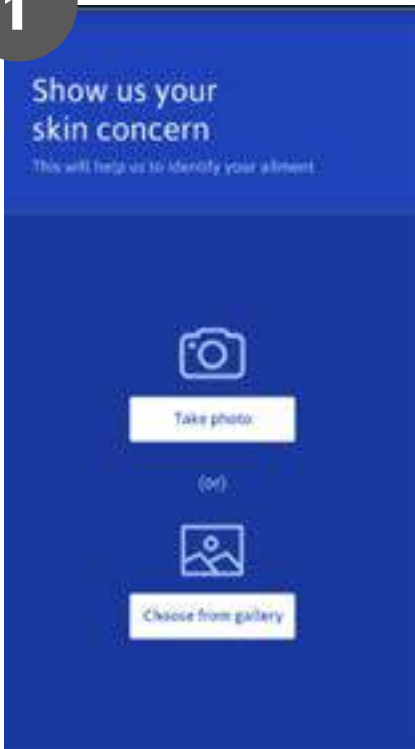 1
Show us your
skin concern
This will help us to identify your ailment
Take photo
(or)
Choose from gallery